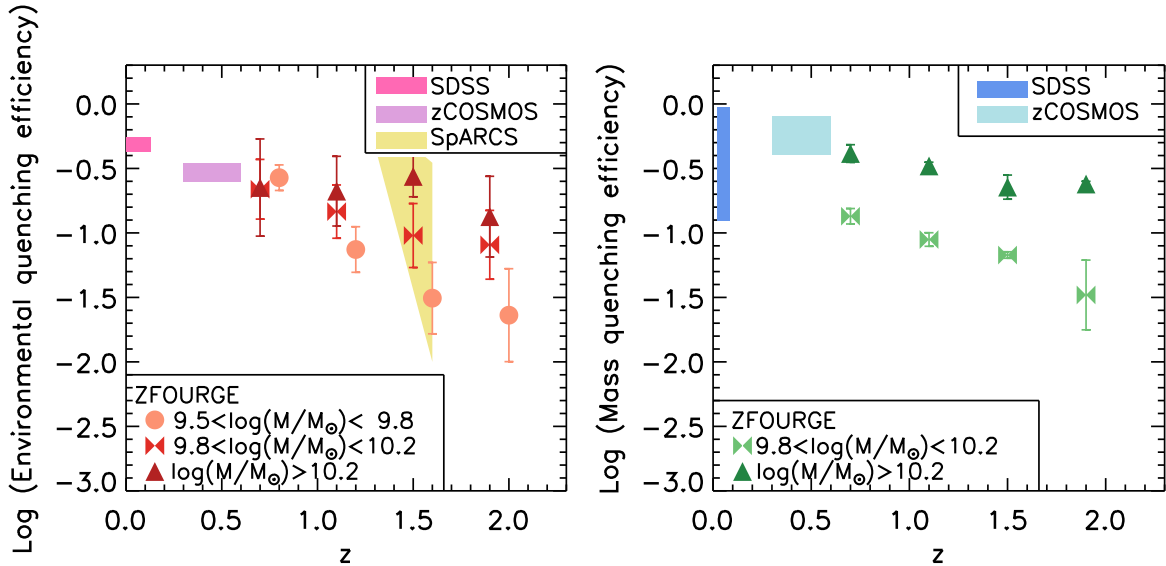 Log (Environmental quenching efficiency)
0.0
−0.5
−1.0
−1.5
−2.0
−2.5
−3.0
SDSS
zCOSMOS
SpARCS
ZFOURGE
9.5<log(M/M☉)< 9.8
9.8<log(M/M☉)<10.2
log(M/M☉)>10.2
0.0 0.5 1.0 1.5 2.0
z
Log (Mass quenching efficiency)
0.0
−0.5
−1.0
−1.5
−2.0
−2.5
−3.0
SDSS
zCOSMOS
ZFOURGE
9.8<log(M/M☉)<10.2
log(M/M☉)>10.2
0.0 0.5 1.0 1.5 2.0
z